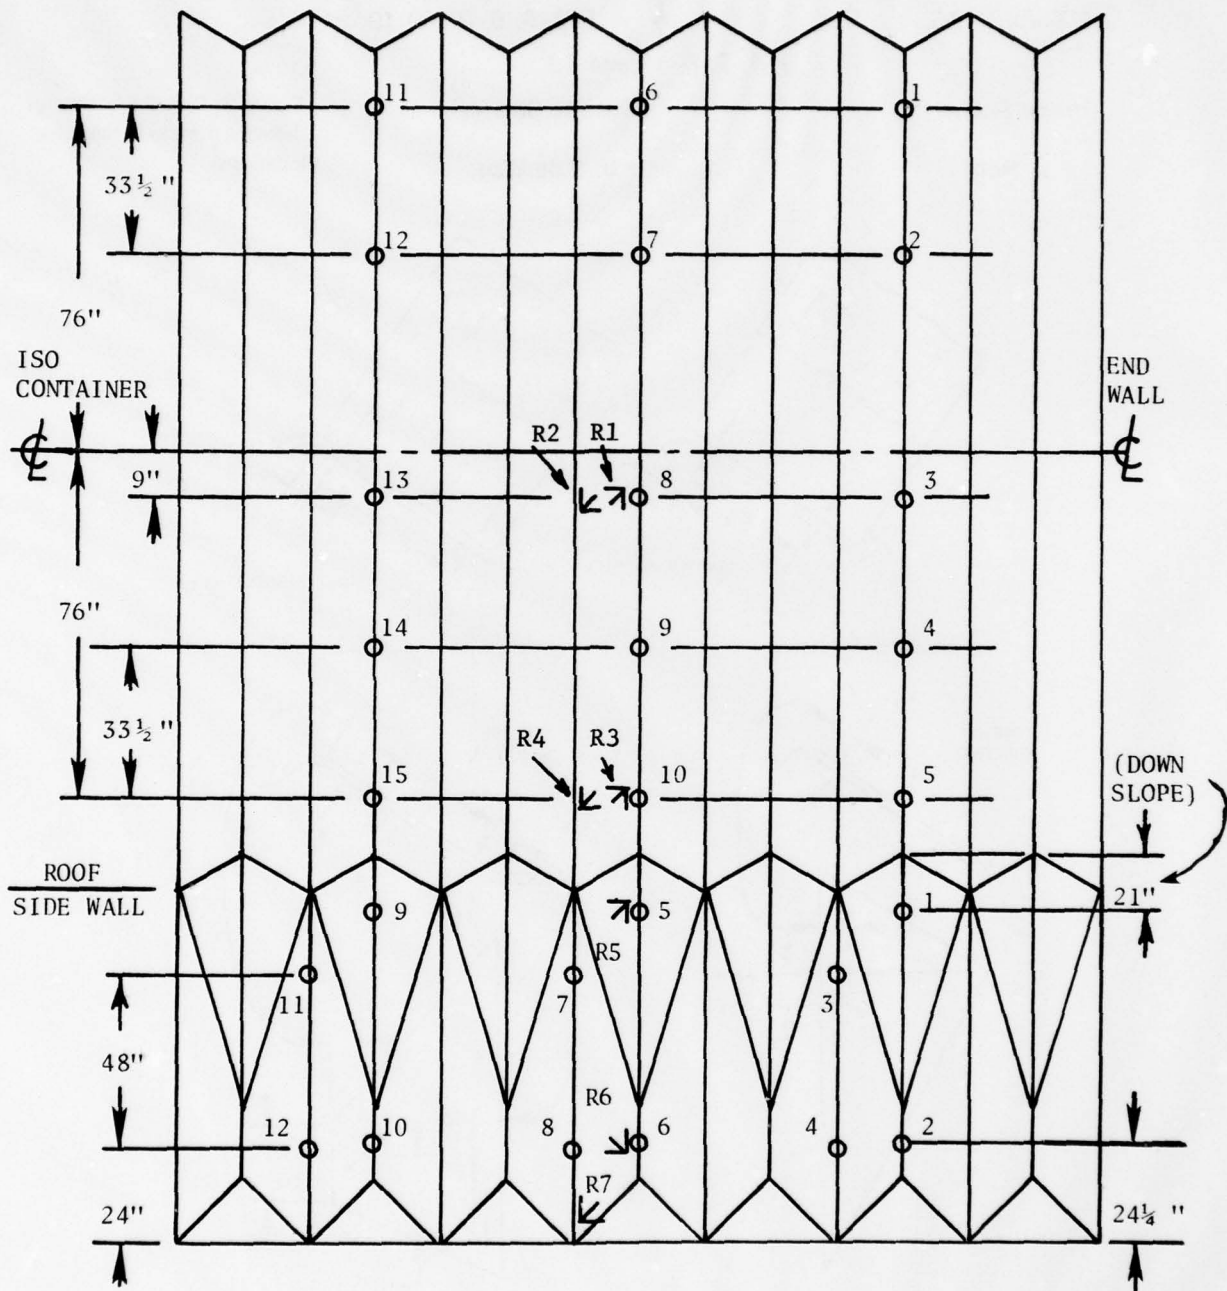 11 6 1
33½"
12 7 2
76"
ISO
CONTAINER
END
WALL
℄ ℄
R2 R1
9" 13 8 3
76"
14 9 4
33½"
R4 R3
15 10 5
(DOWN
SLOPE)
ROOF
SIDE WALL
9 5 1 21"
R5
11 7 3
48"
R6
12 10 8 6 4 2
R7
24" 24¼"